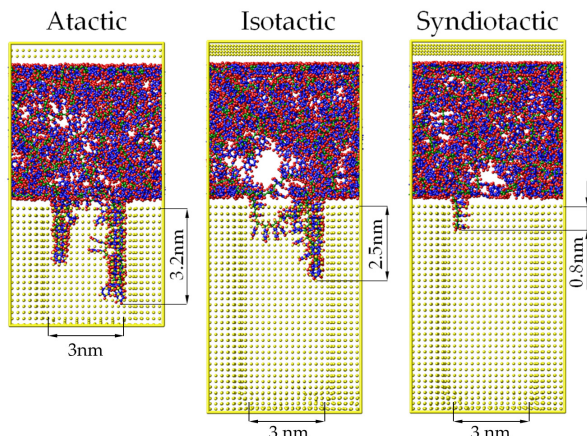 Atactic
Isotactic
Syndiotactic
3.2nm
2.5nm
0.8nm
3nm
3 nm
3 nm